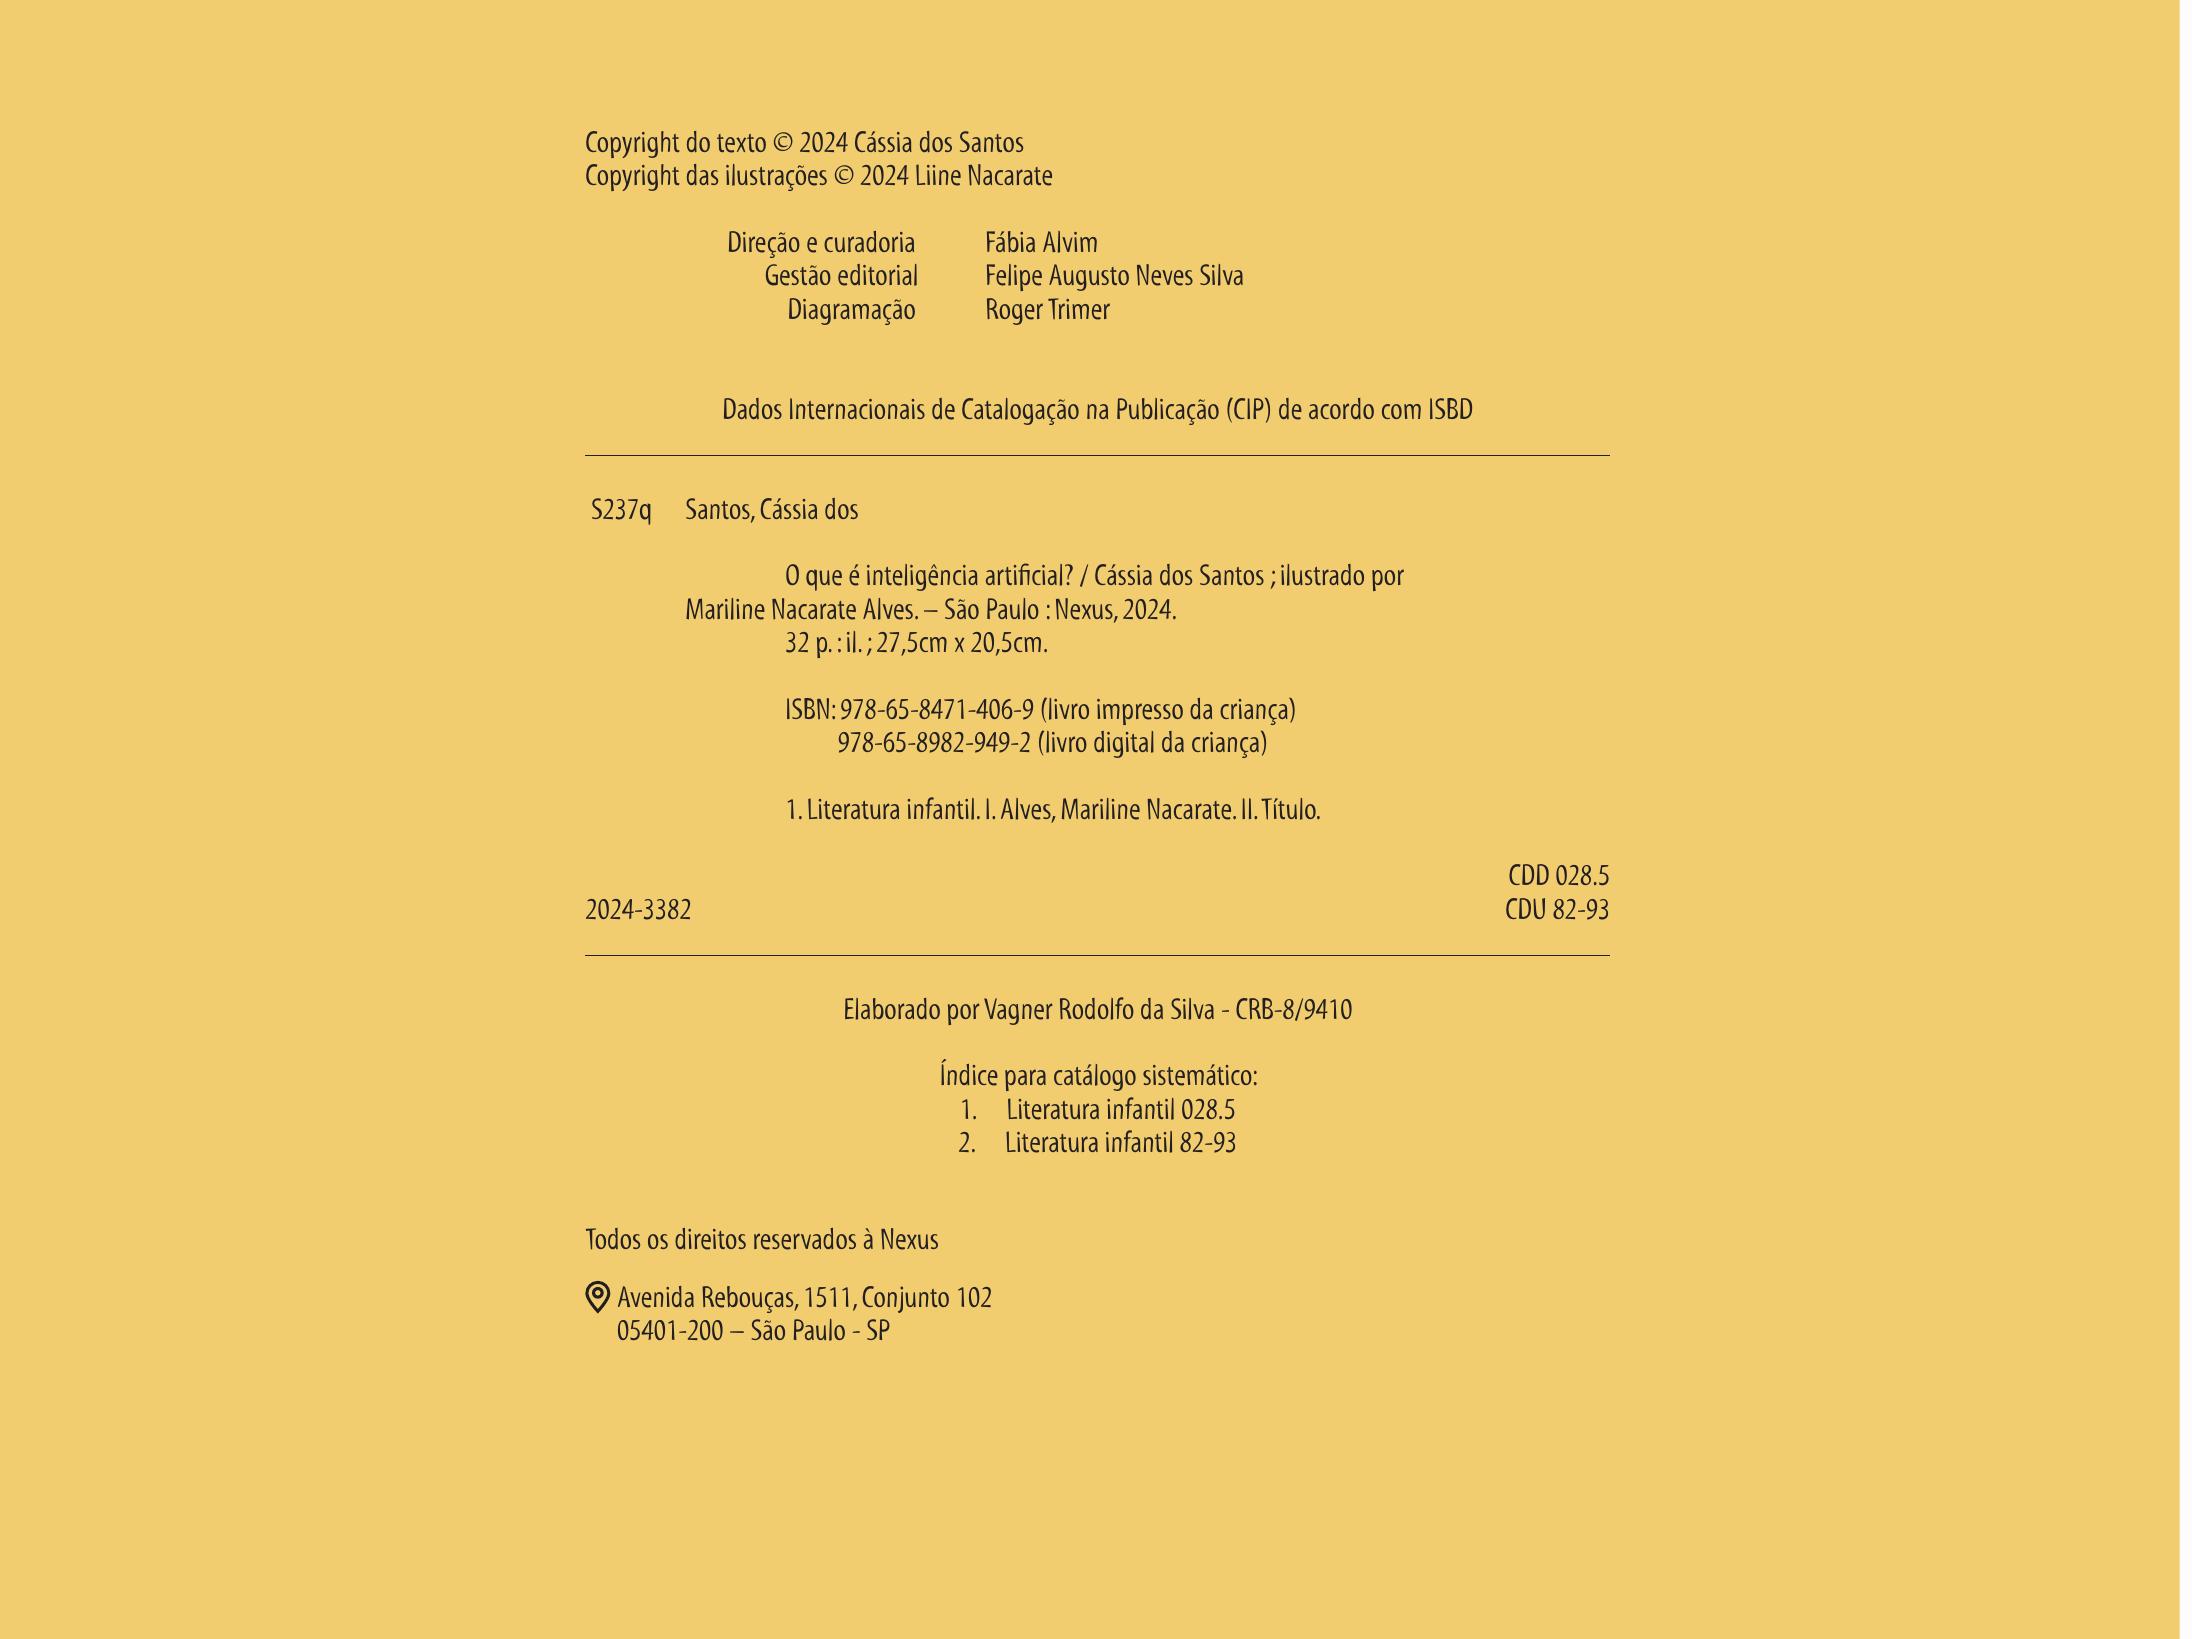 Copyright do texto © 2024 Cássia dos Santos
Copyright das ilustrações © 2024 Liine Nacarate
Direção e curadoria Fábia Alvim
Gestão editorial Felipe Augusto Neves Silva
Diagramação Roger Trimer
Dados Internacionais de Catalogação na Publicação (CIP) de acordo com ISBD
S237q Santos, Cássia dos
O que é inteligência artificial? / Cássia dos Santos ; ilustrado por
Mariline Nacarate Alves. – São Paulo : Nexus, 2024.
32 p. : il. ; 27,5cm x 20,5cm.
ISBN: 978-65-8471-406-9 (livro impresso da criança)
978-65-8982-949-2 (livro digital da criança)
1. Literatura infantil. I. Alves, Mariline Nacarate. II. Título.
CDD 028.5
2024-3382 CDU 82-93
Elaborado por Vagner Rodolfo da Silva - CRB-8/9410
Índice para catálogo sistemático:
1. Literatura infantil 028.5
2. Literatura infantil 82-93
Todos os direitos reservados à Nexus
Avenida Rebouças, 1511, Conjunto 102
05401-200 – São Paulo - SP